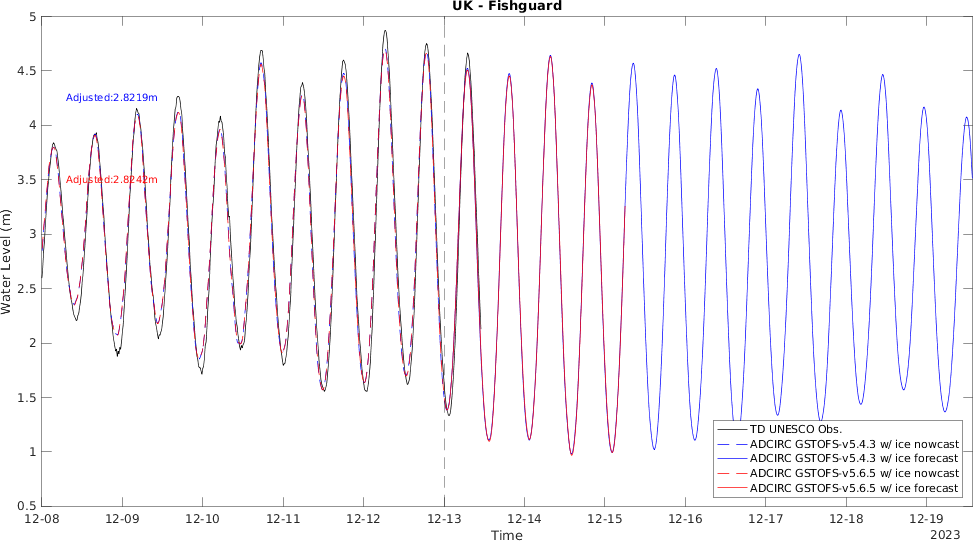 UK - Fishguard
Water Level (m)
5
4.5
4
3.5
3
2.5
2
1.5
1
0.5
Adjusted:2.8219m
Adjusted:2.8242m
TD UNESCO Obs.
ADCIRC GSTOFS-v5.4.3 w/ ice nowcast
ADCIRC GSTOFS-v5.4.3 w/ ice forecast
ADCIRC GSTOFS-v5.6.5 w/ ice nowcast
ADCIRC GSTOFS-v5.6.5 w/ ice forecast
12-08 12-09 12-10 12-11 12-12 12-13 12-14 12-15 12-16 12-17 12-18 12-19
Time
2023